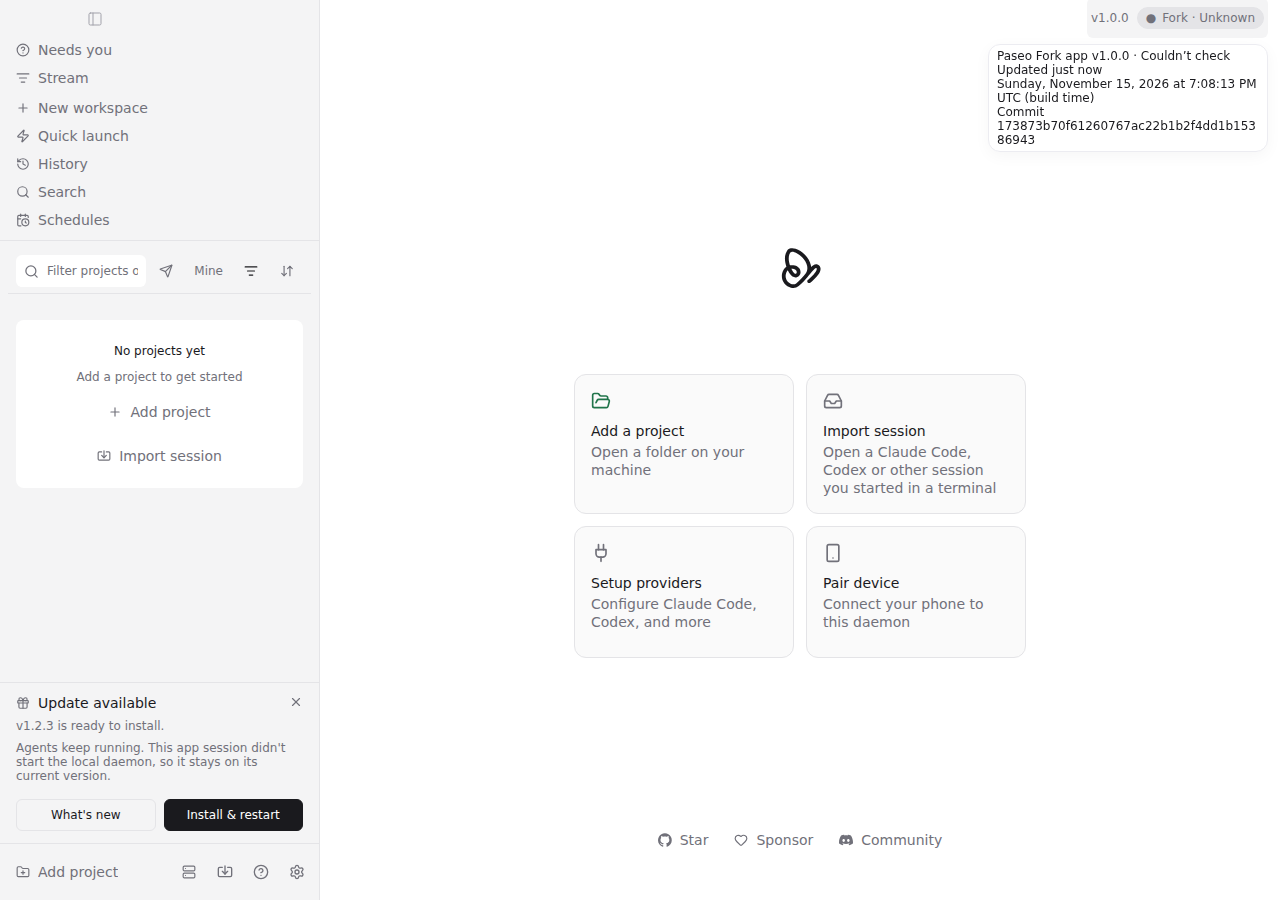 v1.0.0
Fork · Unknown
Paseo Fork app v1.0.0 · Couldn’t check
Updated just now
Sunday, November 15, 2026 at 7:08:13 PM
UTC (build time)
Commit
173873b70f61260767ac22b1b2f4dd1b153
86943
Needs you
Stream
New workspace
Quick launch
History
Search
Schedules
Filter projects o
Mine
No projects yet
Add a project to get started
Add project
Import session
Add a project
Open a folder on your
machine
Import session
Open a Claude Code,
Codex or other session
you started in a terminal
Setup providers
Configure Claude Code,
Codex, and more
Pair device
Connect your phone to
this daemon
Update available
v1.2.3 is ready to install.
Agents keep running. This app session didn't
start the local daemon, so it stays on its
current version.
What's new
Install & restart
Star
Sponsor
Community
Add project